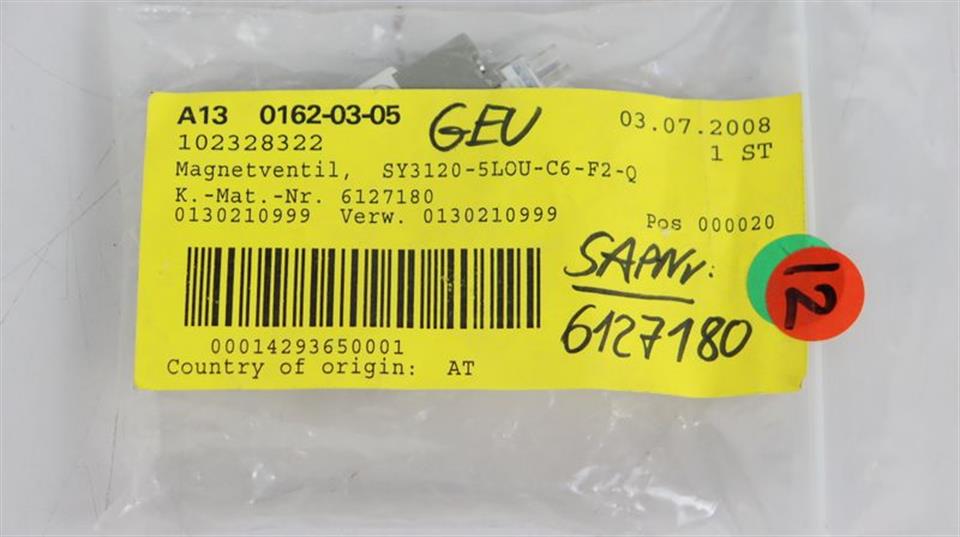 A13 0162-03-05 GEU 03.07.2008
102328322 1 ST
Magnetventil, SY3120-5LOU-C6-F2-Q
K.-Mat.-Nr. 6127180
0130210999 Verw. 0130210999 Pos 000020
SAPNr.
6127180
12
00014293650001
Country of origin: AT